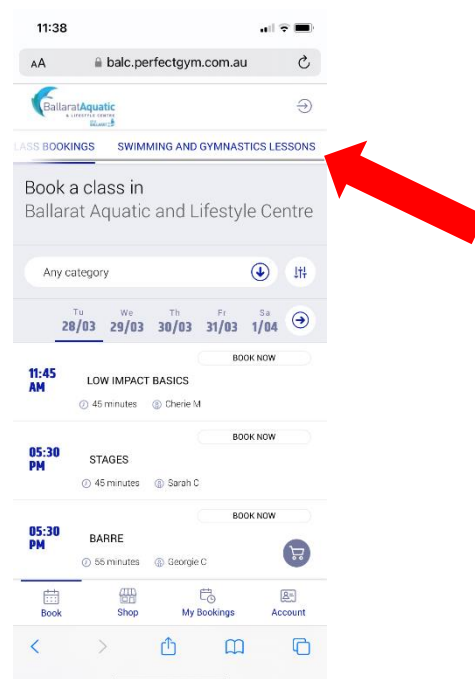 11:38
AA balc.perfectgym.com.au
BallaratAquatic
& LIFESTYLE CENTRE
LASS BOOKINGS SWIMMING AND GYMNASTICS LESSONS
Book a class in
Ballarat Aquatic and Lifestyle Centre
Any category
Tu We Th Fr Sa
28/03 29/03 30/03 31/03 1/04
BOOK NOW
11:45
AM
LOW IMPACT BASICS
45 minutes Cherie M
BOOK NOW
05:30
PM
STAGES
45 minutes Sarah C
BOOK NOW
05:30
PM
BARRE
55 minutes Georgie C
Book Shop My Bookings Account